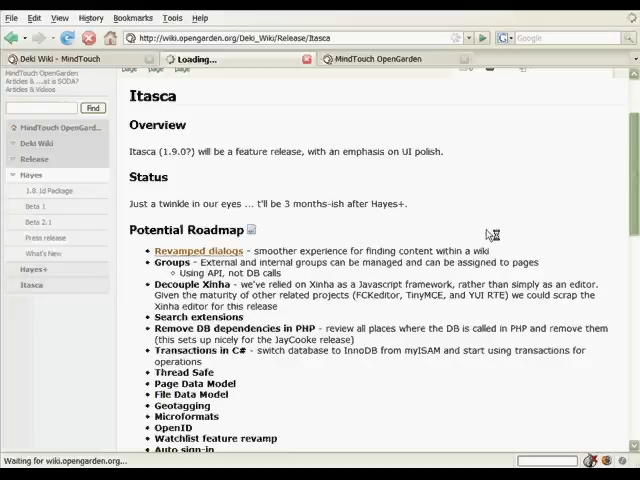 File Edit View History Bookmarks Tools Help
http://wiki.opengarden.org/Deki_Wiki/Release/Itasca
Google
Deki Wiki - MindTouch
Loading...
MindTouch OpenGarden
MindTouch OpenGarden
Articles & ...st is SODA?
Articles & Videos
Find
MindTouch OpenGard...
Deki Wiki
Release
Hayes
1.8.1d Package
Beta 1
Beta 2.1
Press release
What's New
Hayes+
Itasca
page page page
Itasca
Overview
Itasca (1.9.0?) will be a feature release, with an emphasis on UI polish.
Status
Just a twinkle in our eyes ... t'll be 3 months-ish after Hayes+.
Potential Roadmap
Revamped dialogs - smoother experience for finding content within a wiki
Groups - External and internal groups can be managed and can be assigned to pages
Using API, not DB calls
Decouple Xinha - we've relied on Xinha as a Javascript framework, rather than simply as an editor.
Given the maturity of other related projects (FCKeditor, TinyMCE, and YUI RTE) we could scrap the
Xinha editor for this release
Search extensions
Remove DB dependencies in PHP - review all places where the DB is called in PHP and remove them
(this sets up nicely for the JayCooke release)
Transactions in C# - switch database to InnoDB from myISAM and start using transactions for
operations
Thread Safe
Page Data Model
File Data Model
Geotagging
Microformats
OpenID
Watchlist feature revamp
Auto sign-in
Waiting for wiki.opengarden.org...